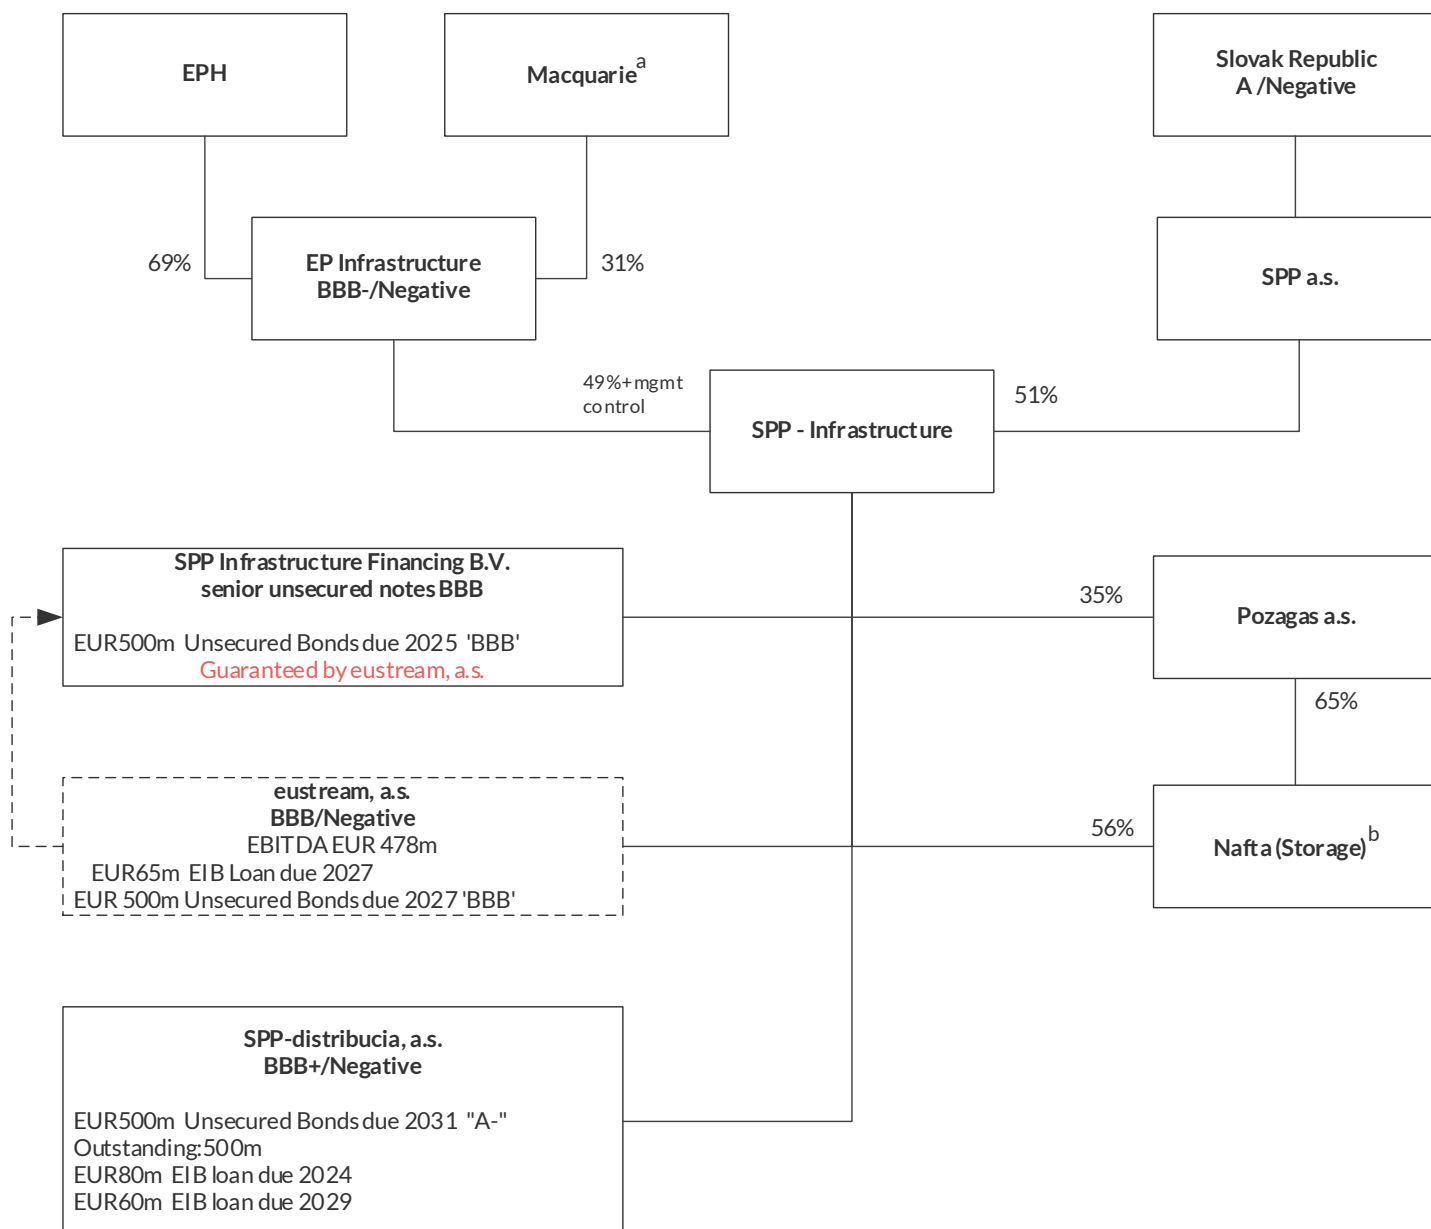 EPH
Macquarie a
Slovak Republic
A /Negative
69%
EP Infrastructure
BBB-/Negative
31%
SPP a.s.
49%+mgmt
control
SPP - Infrastructure
51%
SPP Infrastructure Financing B.V.
senior unsecured notes BBB
EUR500m Unsecured Bonds due 2025 'BBB'
Guaranteed by eustream, a.s.
35%
Pozagas a.s.
65%
eustream, a.s.
BBB/Negative
EBITDA EUR 478m
EUR65m EIB Loan due 2027
EUR 500m Unsecured Bonds due 2027 'BBB'
56%
Nafta (Storage) b
SPP-distribucia, a.s.
BBB+/Negative
EUR500m Unsecured Bonds due 2031 "A-"
Outstanding:500m
EUR80m EIB loan due 2024
EUR60m EIB loan due 2029